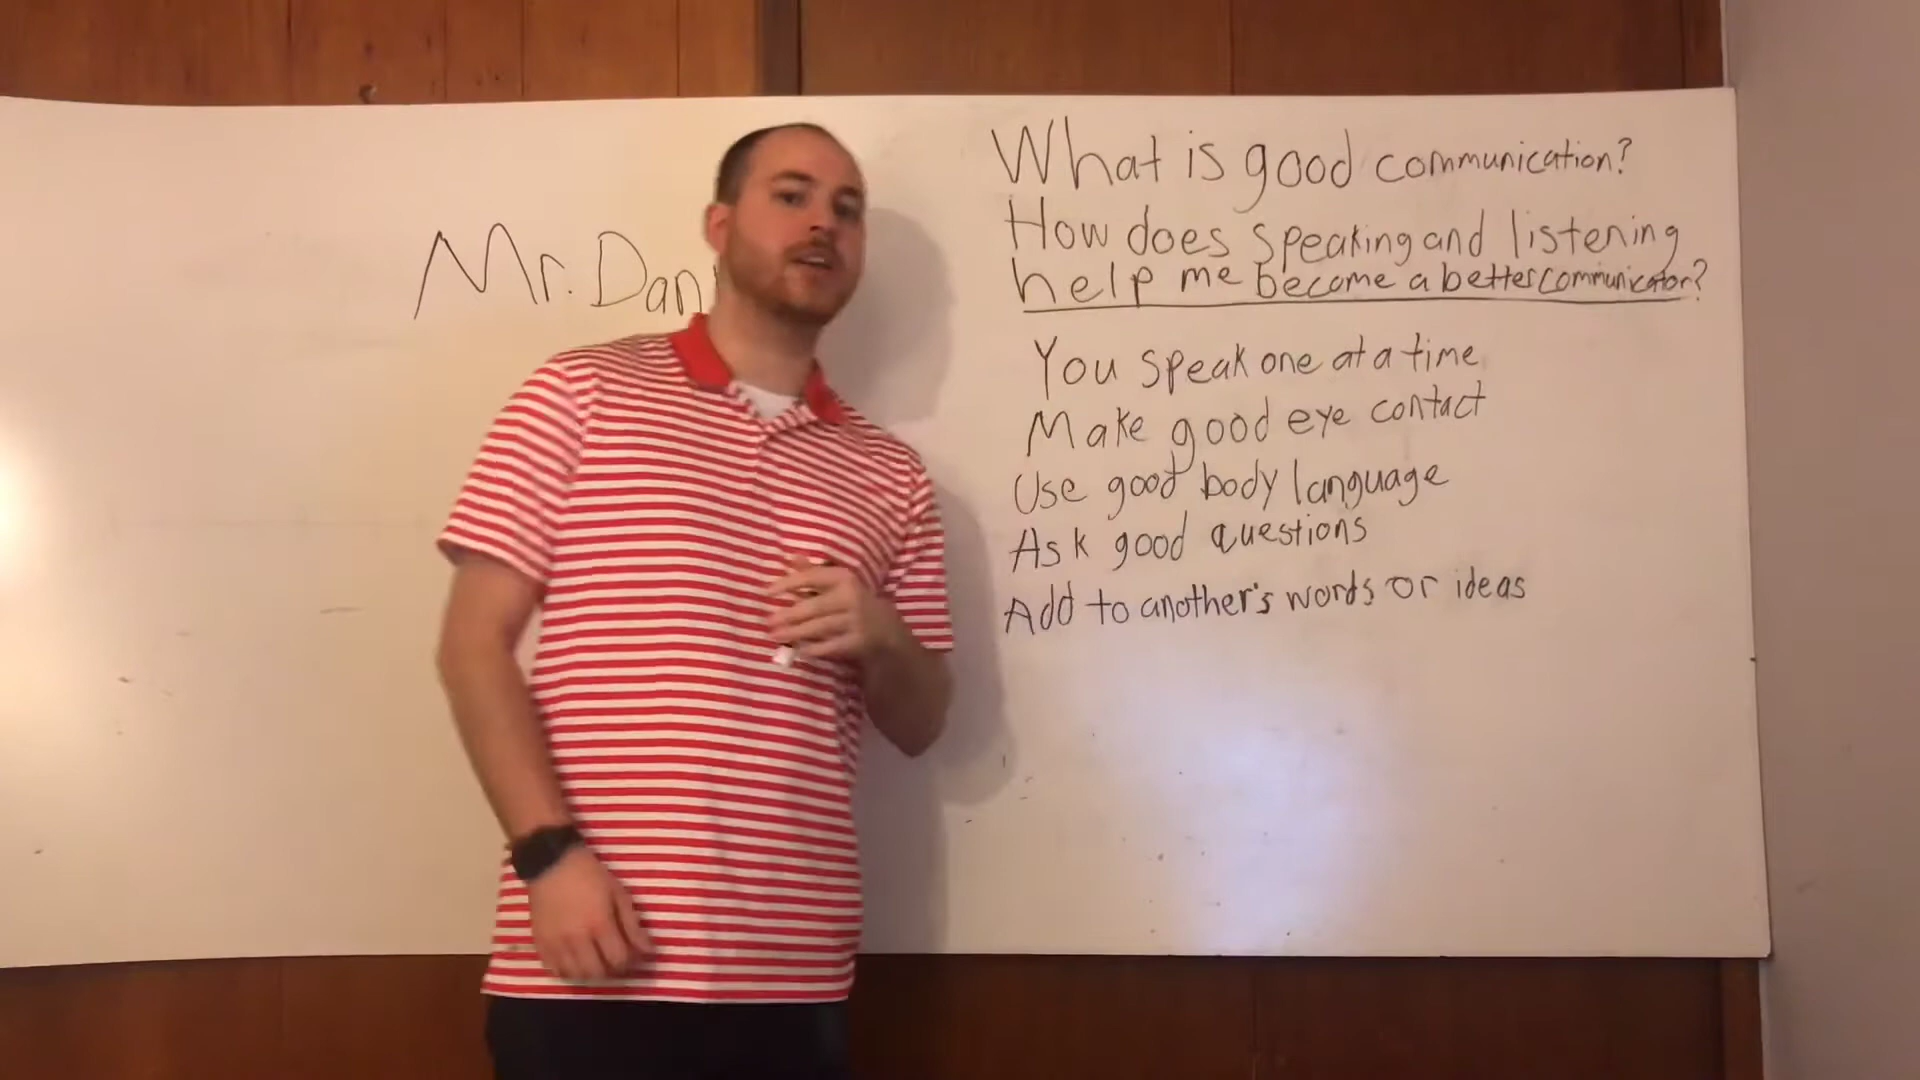 Mr. Dan
What is good communication?
How does speaking and listening
help me become a better communicator?
You speak one at a time
Make good eye contact
Use good body language
Ask good questions
Add to another's words or ideas